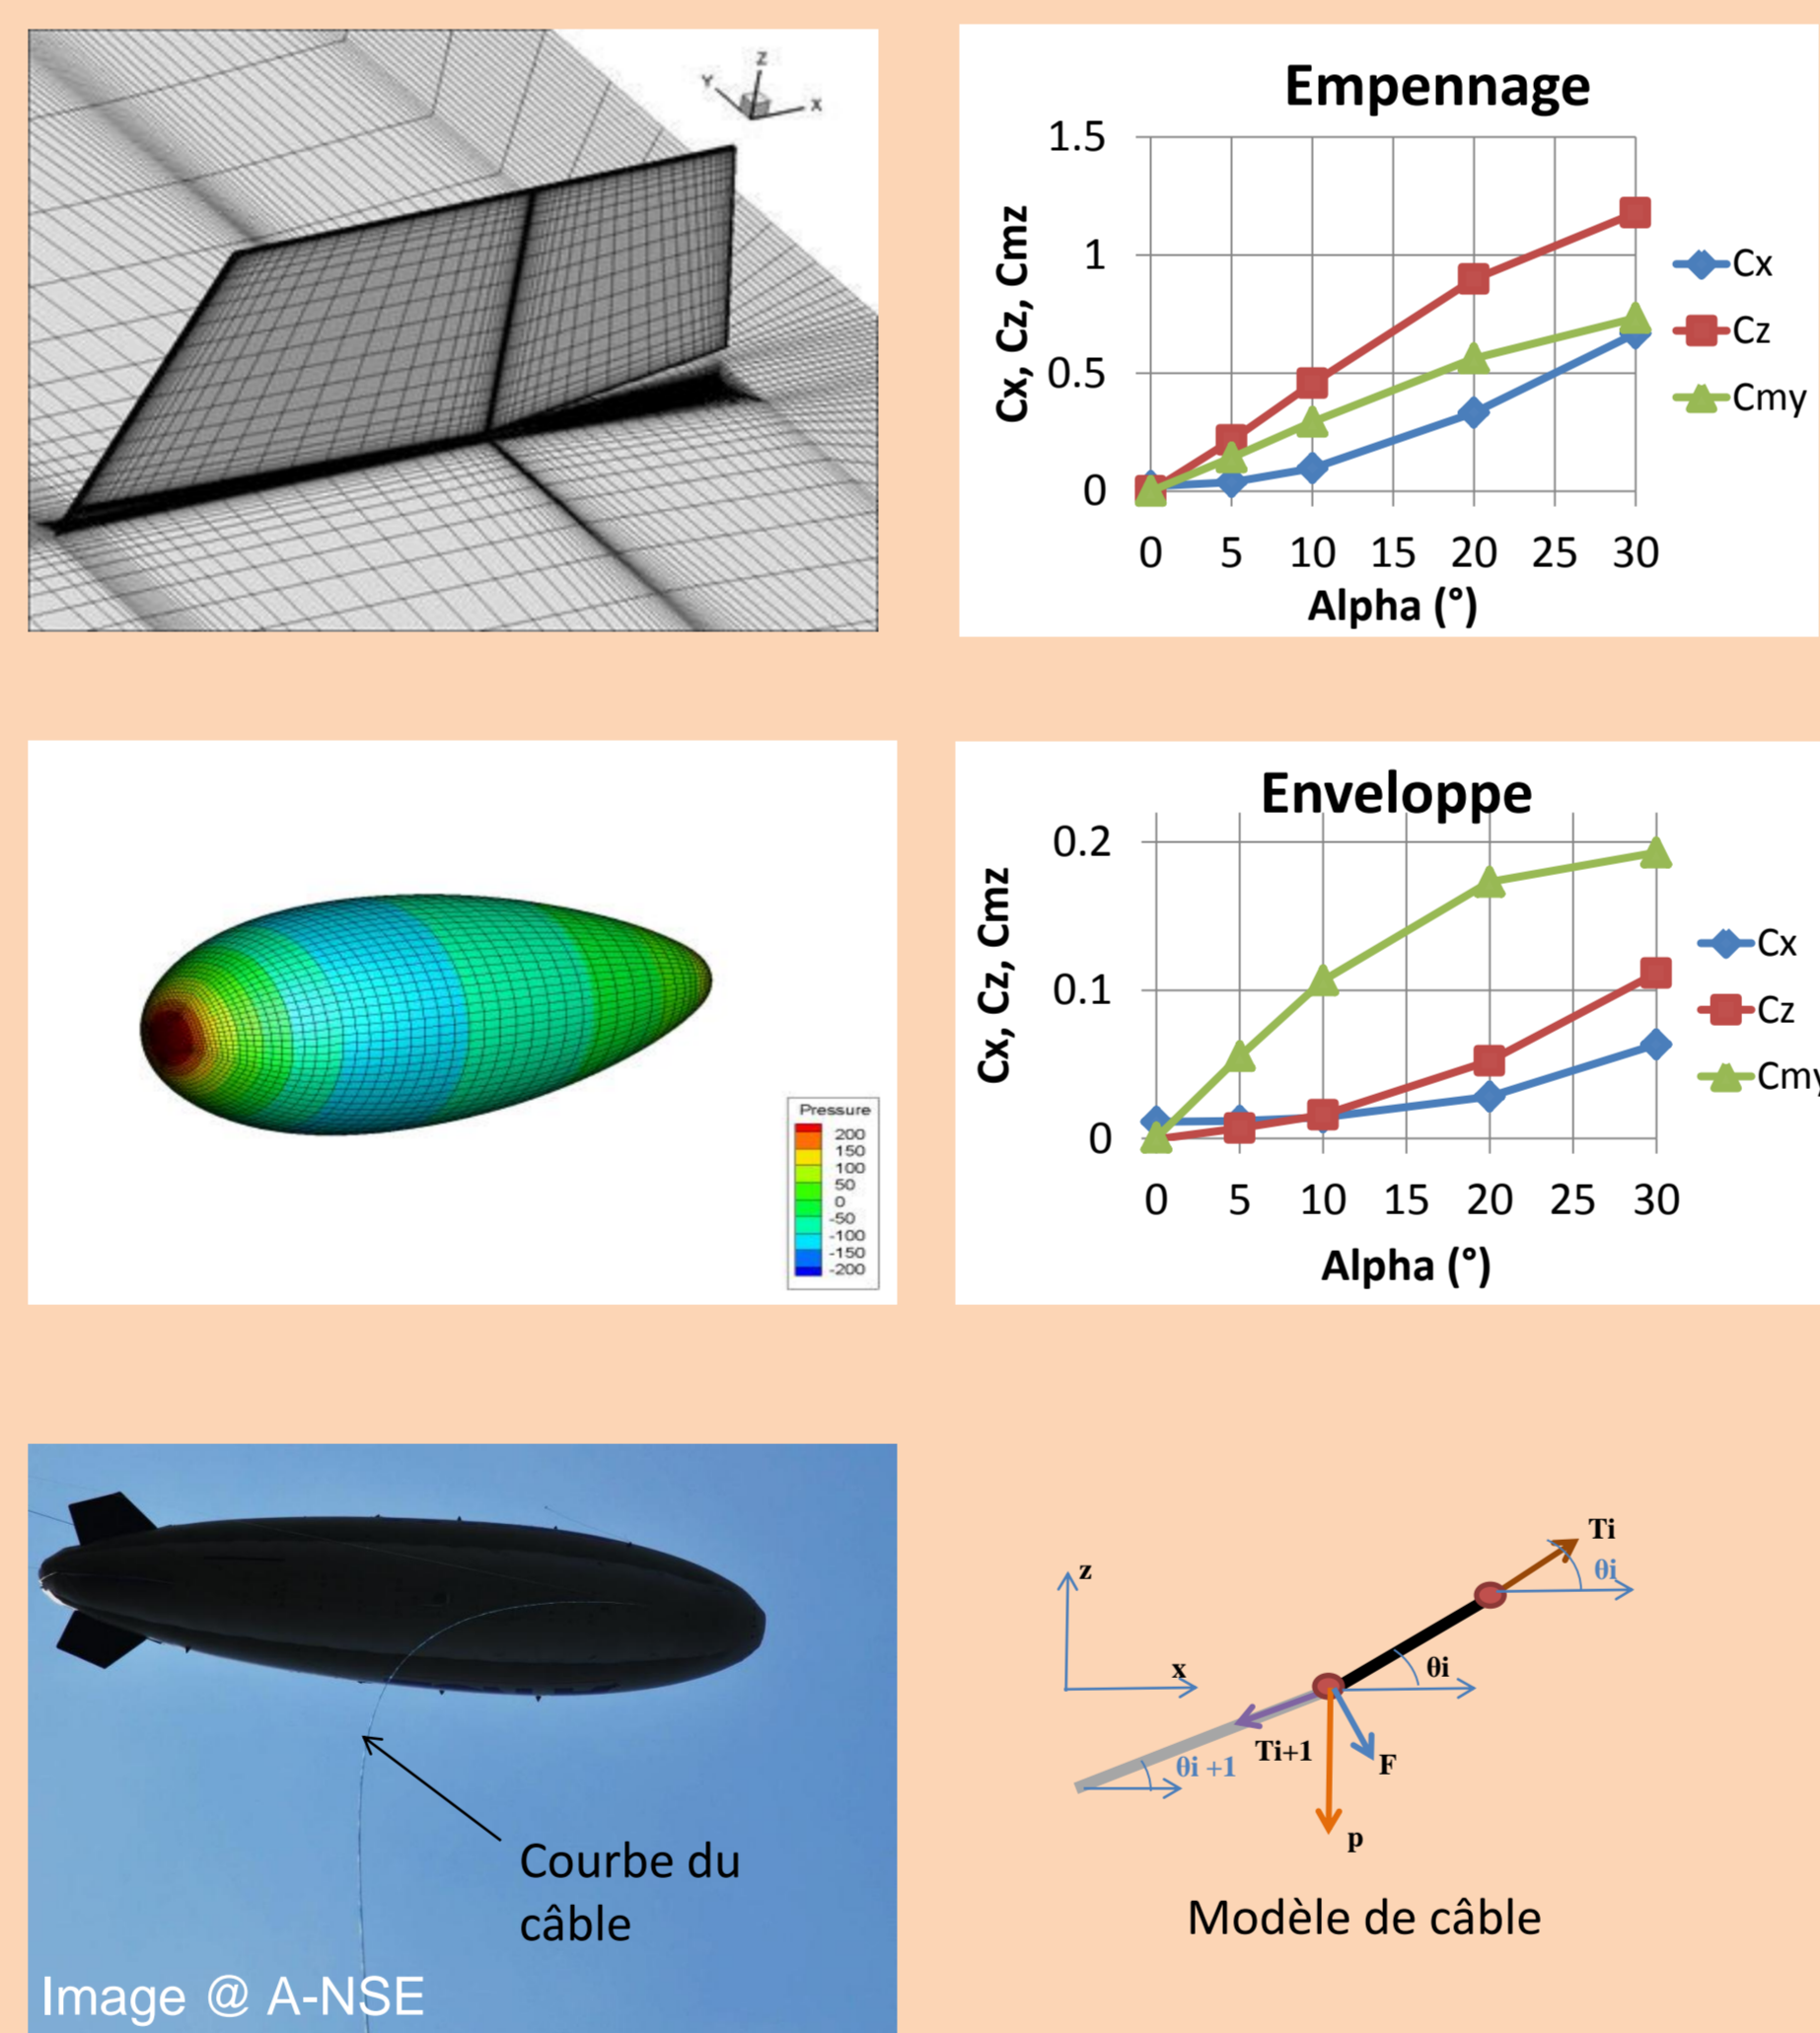 Z
Y
X
Empennage
1.5
1
0.5
0
Cx, Cz, Cmz
0 5 10 15 20 25 30
Alpha (°)
Cx
Cz
Cmy
Pressure
200
150
100
50
0
-50
-100
-150
-200
Enveloppe
0.2
0.1
0
Cx, Cz, Cmz
0 5 10 15 20 25 30
Alpha (°)
Cx
Cz
Cmy
Courbe du
câble
Image @ A-NSE
Ti
θi
z
x
θi
Ti+1
θi +1
F
p
Modèle de câble